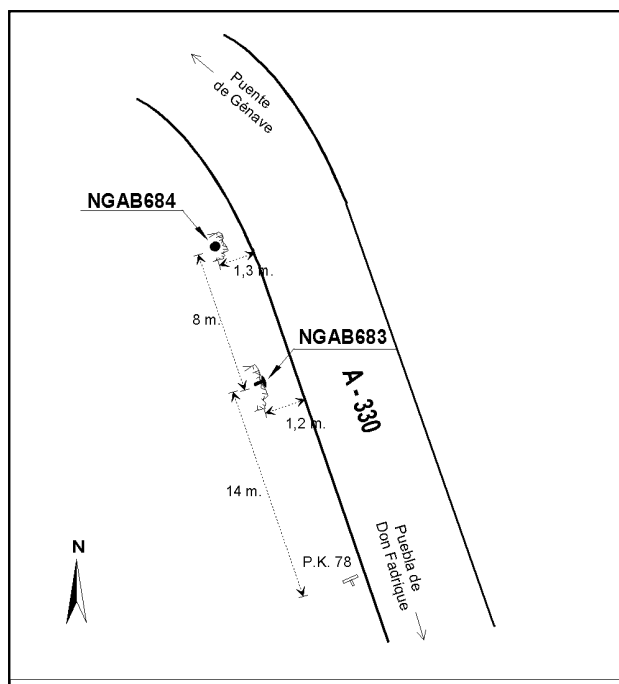 Puente
de Génave
NGAB684
1,3 m.
8 m.
NGAB683
A - 330
1,2 m.
14 m.
P.K. 78
Puebla de
Don Fadrique
N